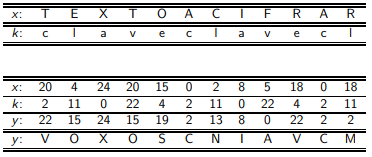 x: T E X T O A C I F R A R
k: c l a v e c l a v e c l
x: 20 4 24 20 15 0 2 8 5 18 0 18
k: 2 11 0 22 4 2 11 0 22 4 2 11
y: 22 15 24 15 19 2 13 8 0 22 2 2
y: V O X O S C N I A V C M